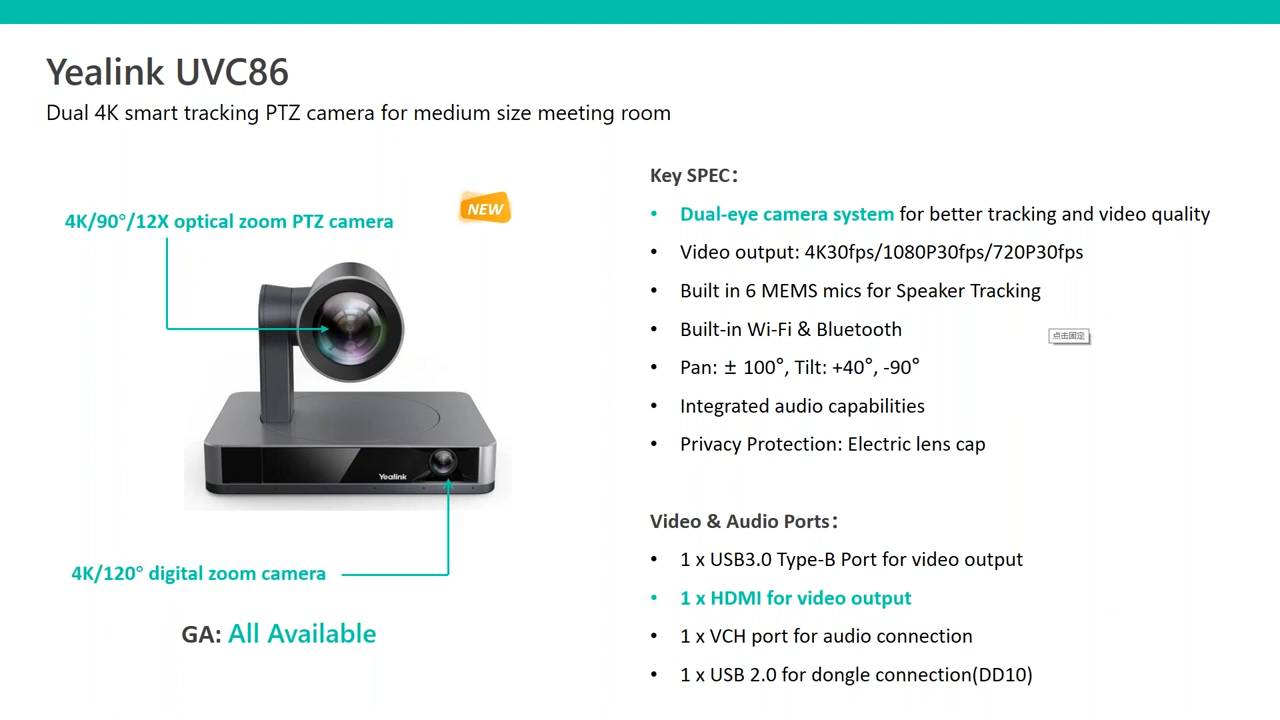 Yealink UVC86
Dual 4K smart tracking PTZ camera for medium size meeting room
4K/90°/12X optical zoom PTZ camera
NEW
Yealink
4K/120° digital zoom camera
GA: All Available
Key SPEC：
• Dual-eye camera system for better tracking and video quality
• Video output: 4K30fps/1080P30fps/720P30fps
• Built in 6 MEMS mics for Speaker Tracking
• Built-in Wi-Fi & Bluetooth
点击固定
• Pan: ± 100°, Tilt: +40°, -90°
• Integrated audio capabilities
• Privacy Protection: Electric lens cap
Video & Audio Ports：
• 1 x USB3.0 Type-B Port for video output
• 1 x HDMI for video output
• 1 x VCH port for audio connection
• 1 x USB 2.0 for dongle connection(DD10)